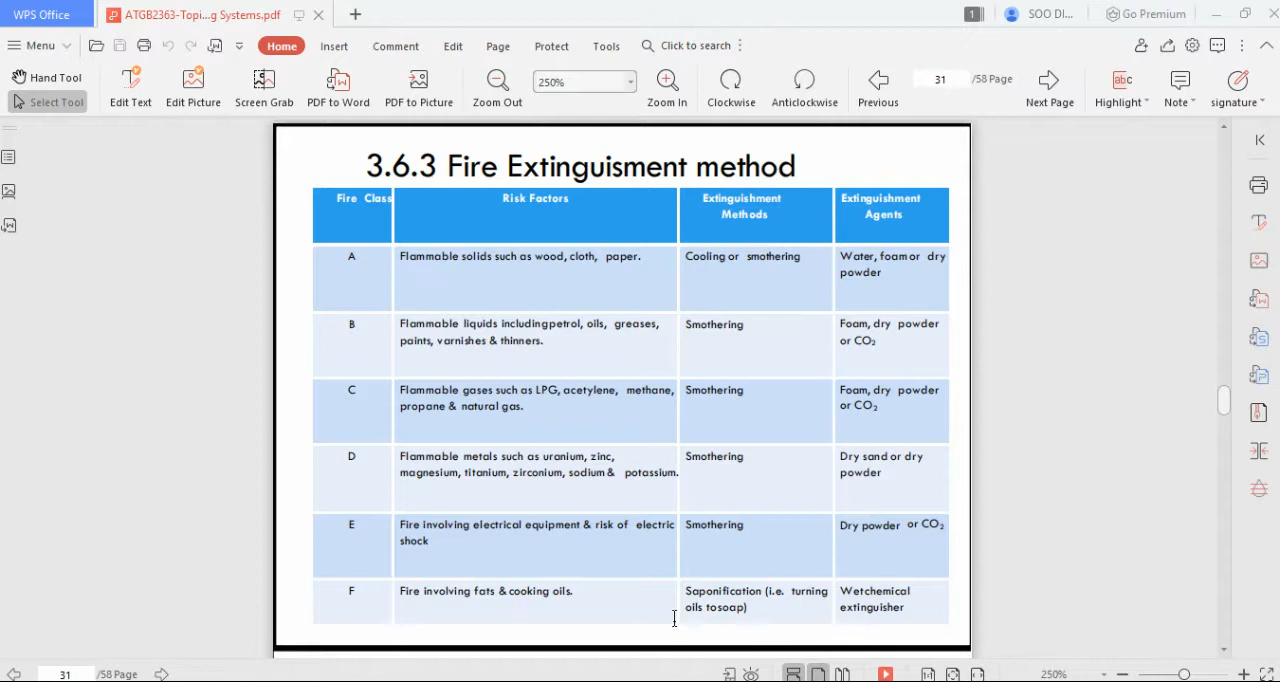 WPS Office
ATGB2363-Topi...g Systems.pdf
1
SOO DI...
Go Premium
Menu
Home
Insert
Comment
Edit
Page
Protect
Tools
Click to search
Hand Tool
Select Tool
Edit Text
Edit Picture
Screen Grab
PDF to Word
PDF to Picture
Zoom Out
250%
Zoom In
Clockwise
Anticlockwise
Previous
31 /58 Page
Next Page
Highlight
Note
signature
3.6.3 Fire Extinguisment method
Fire Class
Risk Factors
Extinguishment
Methods
Extinguishment
Agents
A
Flammable solids such as wood, cloth, paper.
Cooling or smothering
Water, foam or dry
powder
B
Flammable liquids including petrol, oils, greases,
paints, varnishes & thinners.
Smothering
Foam, dry powder
or CO2
C
Flammable gases such as LPG, acetylene, methane,
propane & natural gas.
Smothering
Foam, dry powder
or CO2
D
Flammable metals such as uranium, zinc,
magnesium, titanium, zirconium, sodium & potassium.
Smothering
Dry sand or dry
powder
E
Fire involving electrical equipment & risk of electric
shock
Smothering
Dry powder or CO2
F
Fire involving fats & cooking oils.
Saponification (i.e. turning
oils to soap)
Wet chemical
extinguisher
31 /58 Page
250%